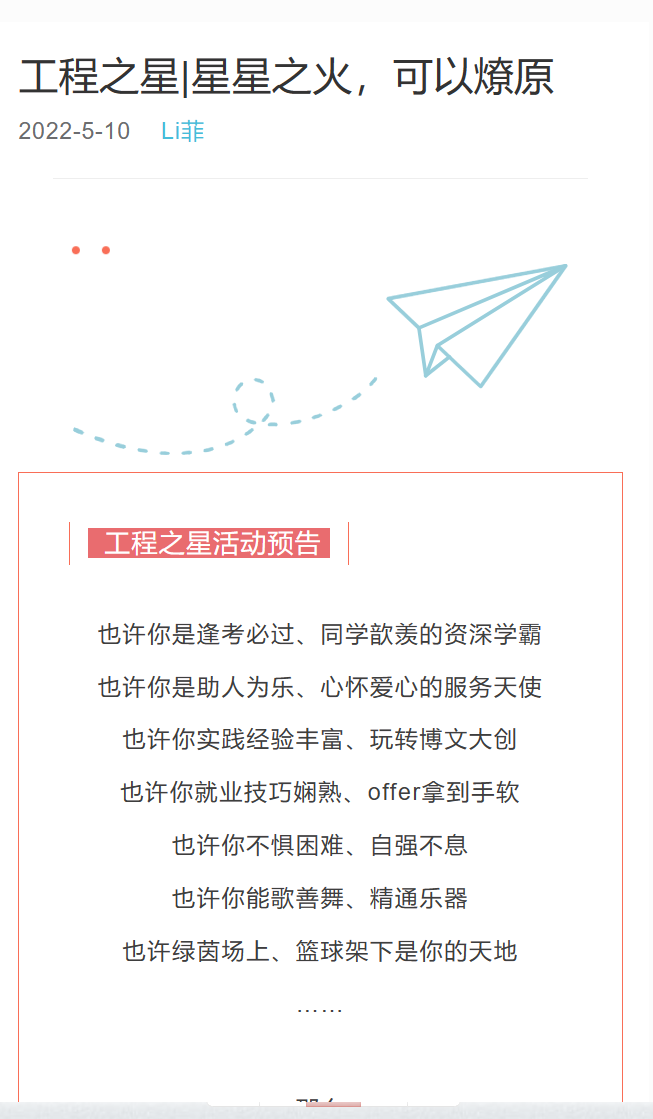 工程之星|星星之火，可以燎原
2022-5-10 Li菲
工程之星活动预告
也许你是逢考必过、同学歆羡的资深学霸
也许你是助人为乐、心怀爱心的服务天使
也许你实践经验丰富、玩转博文大创
也许你就业技巧娴熟、offer拿到手软
也许你不惧困难、自强不息
也许你能歌善舞、精通乐器
也许绿茵场上、篮球架下是你的天地
……